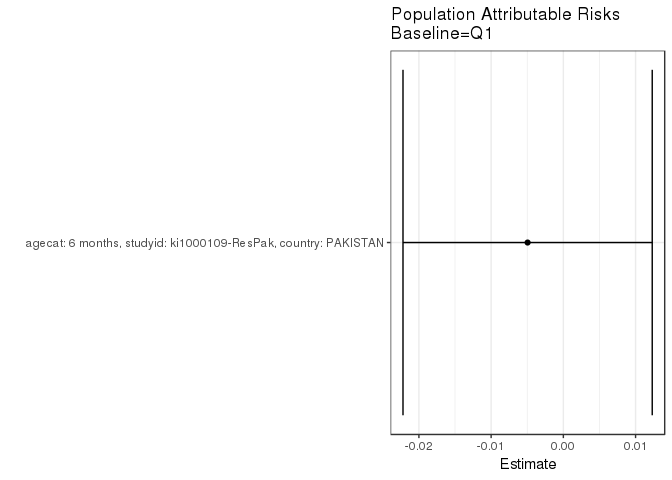 Population Attributable Risks
Baseline=Q1
agecat: 6 months, studyid: ki1000109-ResPak, country: PAKISTAN
-0.02 -0.01 0.00 0.01
Estimate